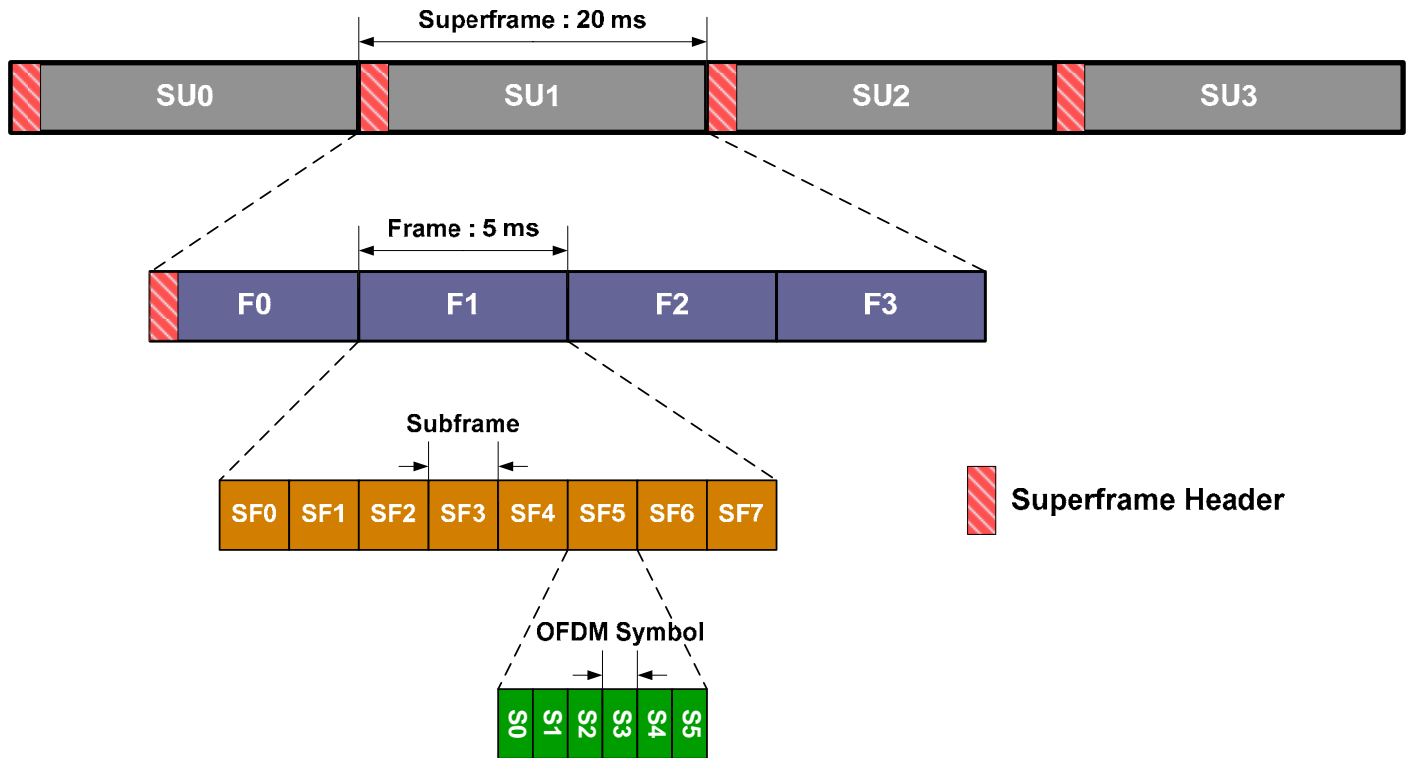 Superframe : 20 ms
SU0 SU1 SU2 SU3
Frame : 5 ms
F0 F1 F2 F3
Subframe
SF0 SF1 SF2 SF3 SF4 SF5 SF6 SF7
Superframe Header
OFDM Symbol
S0 S1 S2 S3 S4 S5